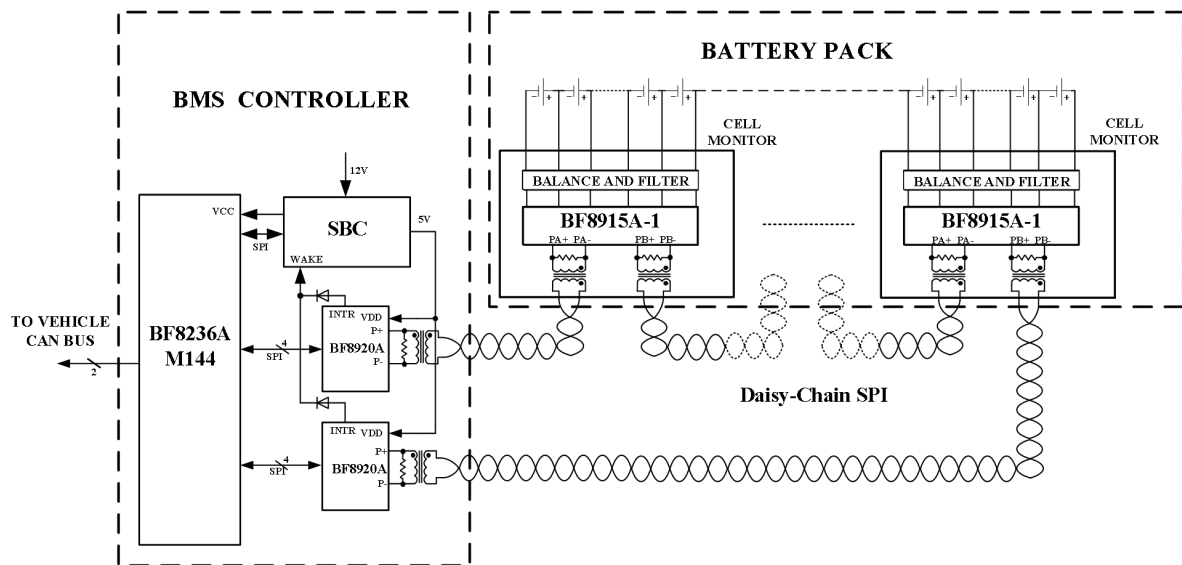 BATTERY PACK
BMS CONTROLLER
- + - + - + - +
- + - + - + - +
CELL
MONITOR
CELL
MONITOR
12V
BALANCE AND FILTER
BALANCE AND FILTER
VCC
SBC
5V
SPI
WAKE
BF8915A-1
BF8915A-1
PA+ PA- PB+ PB-
PA+ PA- PB+ PB-
TO VEHICLE
CAN BUS
2
BF8236A
M144
INTR
VDD
P+
BF8920A
P-
4
SPI
Daisy-Chain SPI
INTR
VDD
P+
BF8920A
P-
4
SPI